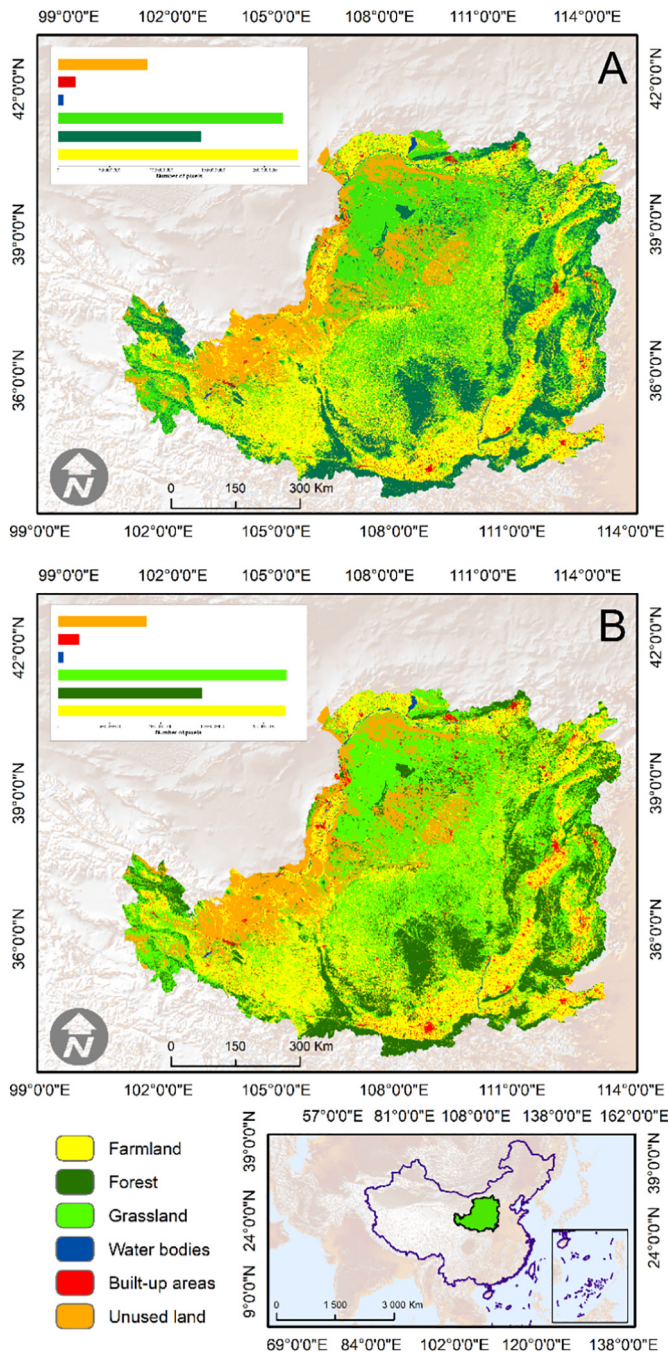 99°0'0"E 102°0'0"E 105°0'0"E 108°0'0"E 111°0'0"E 114°0'0"E
A
42°0'0"N 42°0'0"N
Number of pixels
39°0'0"N 39°0'0"N
36°0'0"N 36°0'0"N
N
0 150 300 Km
99°0'0"E 102°0'0"E 105°0'0"E 108°0'0"E 111°0'0"E 114°0'0"E
99°0'0"E 102°0'0"E 105°0'0"E 108°0'0"E 111°0'0"E 114°0'0"E
B
42°0'0"N 42°0'0"N
Number of pixels
39°0'0"N 39°0'0"N
36°0'0"N 36°0'0"N
N
0 150 300 Km
99°0'0"E 102°0'0"E 105°0'0"E 108°0'0"E 111°0'0"E 114°0'0"E
Farmland
Forest
Grassland
Water bodies
Built-up areas
Unused land
57°0'0"E 81°0'0"E 108°0'0"E 138°0'0"E 162°0'0"E
39°0'0"N 39°0'0"N
24°0'0"N 24°0'0"N
9°0'0"N
0 1 500 3 000 Km
69°0'0"E 84°0'0"E 102°0'0"E 120°0'0"E 138°0'0"E